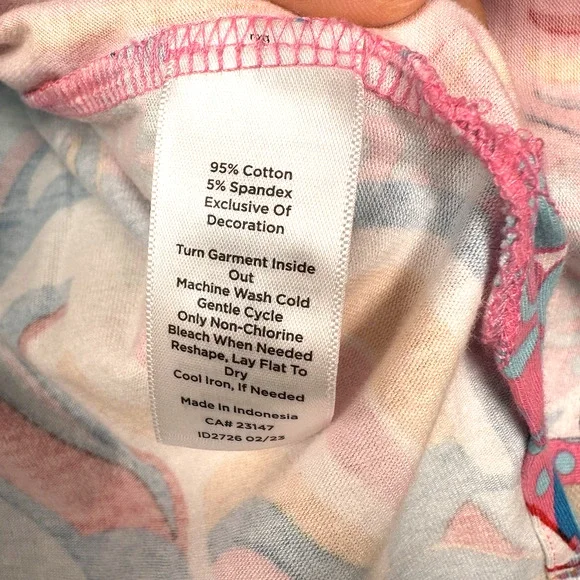 95% Cotton
5% Spandex
Exclusive Of
Decoration
Turn Garment Inside
Out
Machine Wash Cold
Gentle Cycle
Only Non-Chlorine
Bleach When Needed
Reshape, Lay Flat To
Dry
Cool Iron, If Needed
Made In Indonesia
CA# 23147
ID2726 02/23